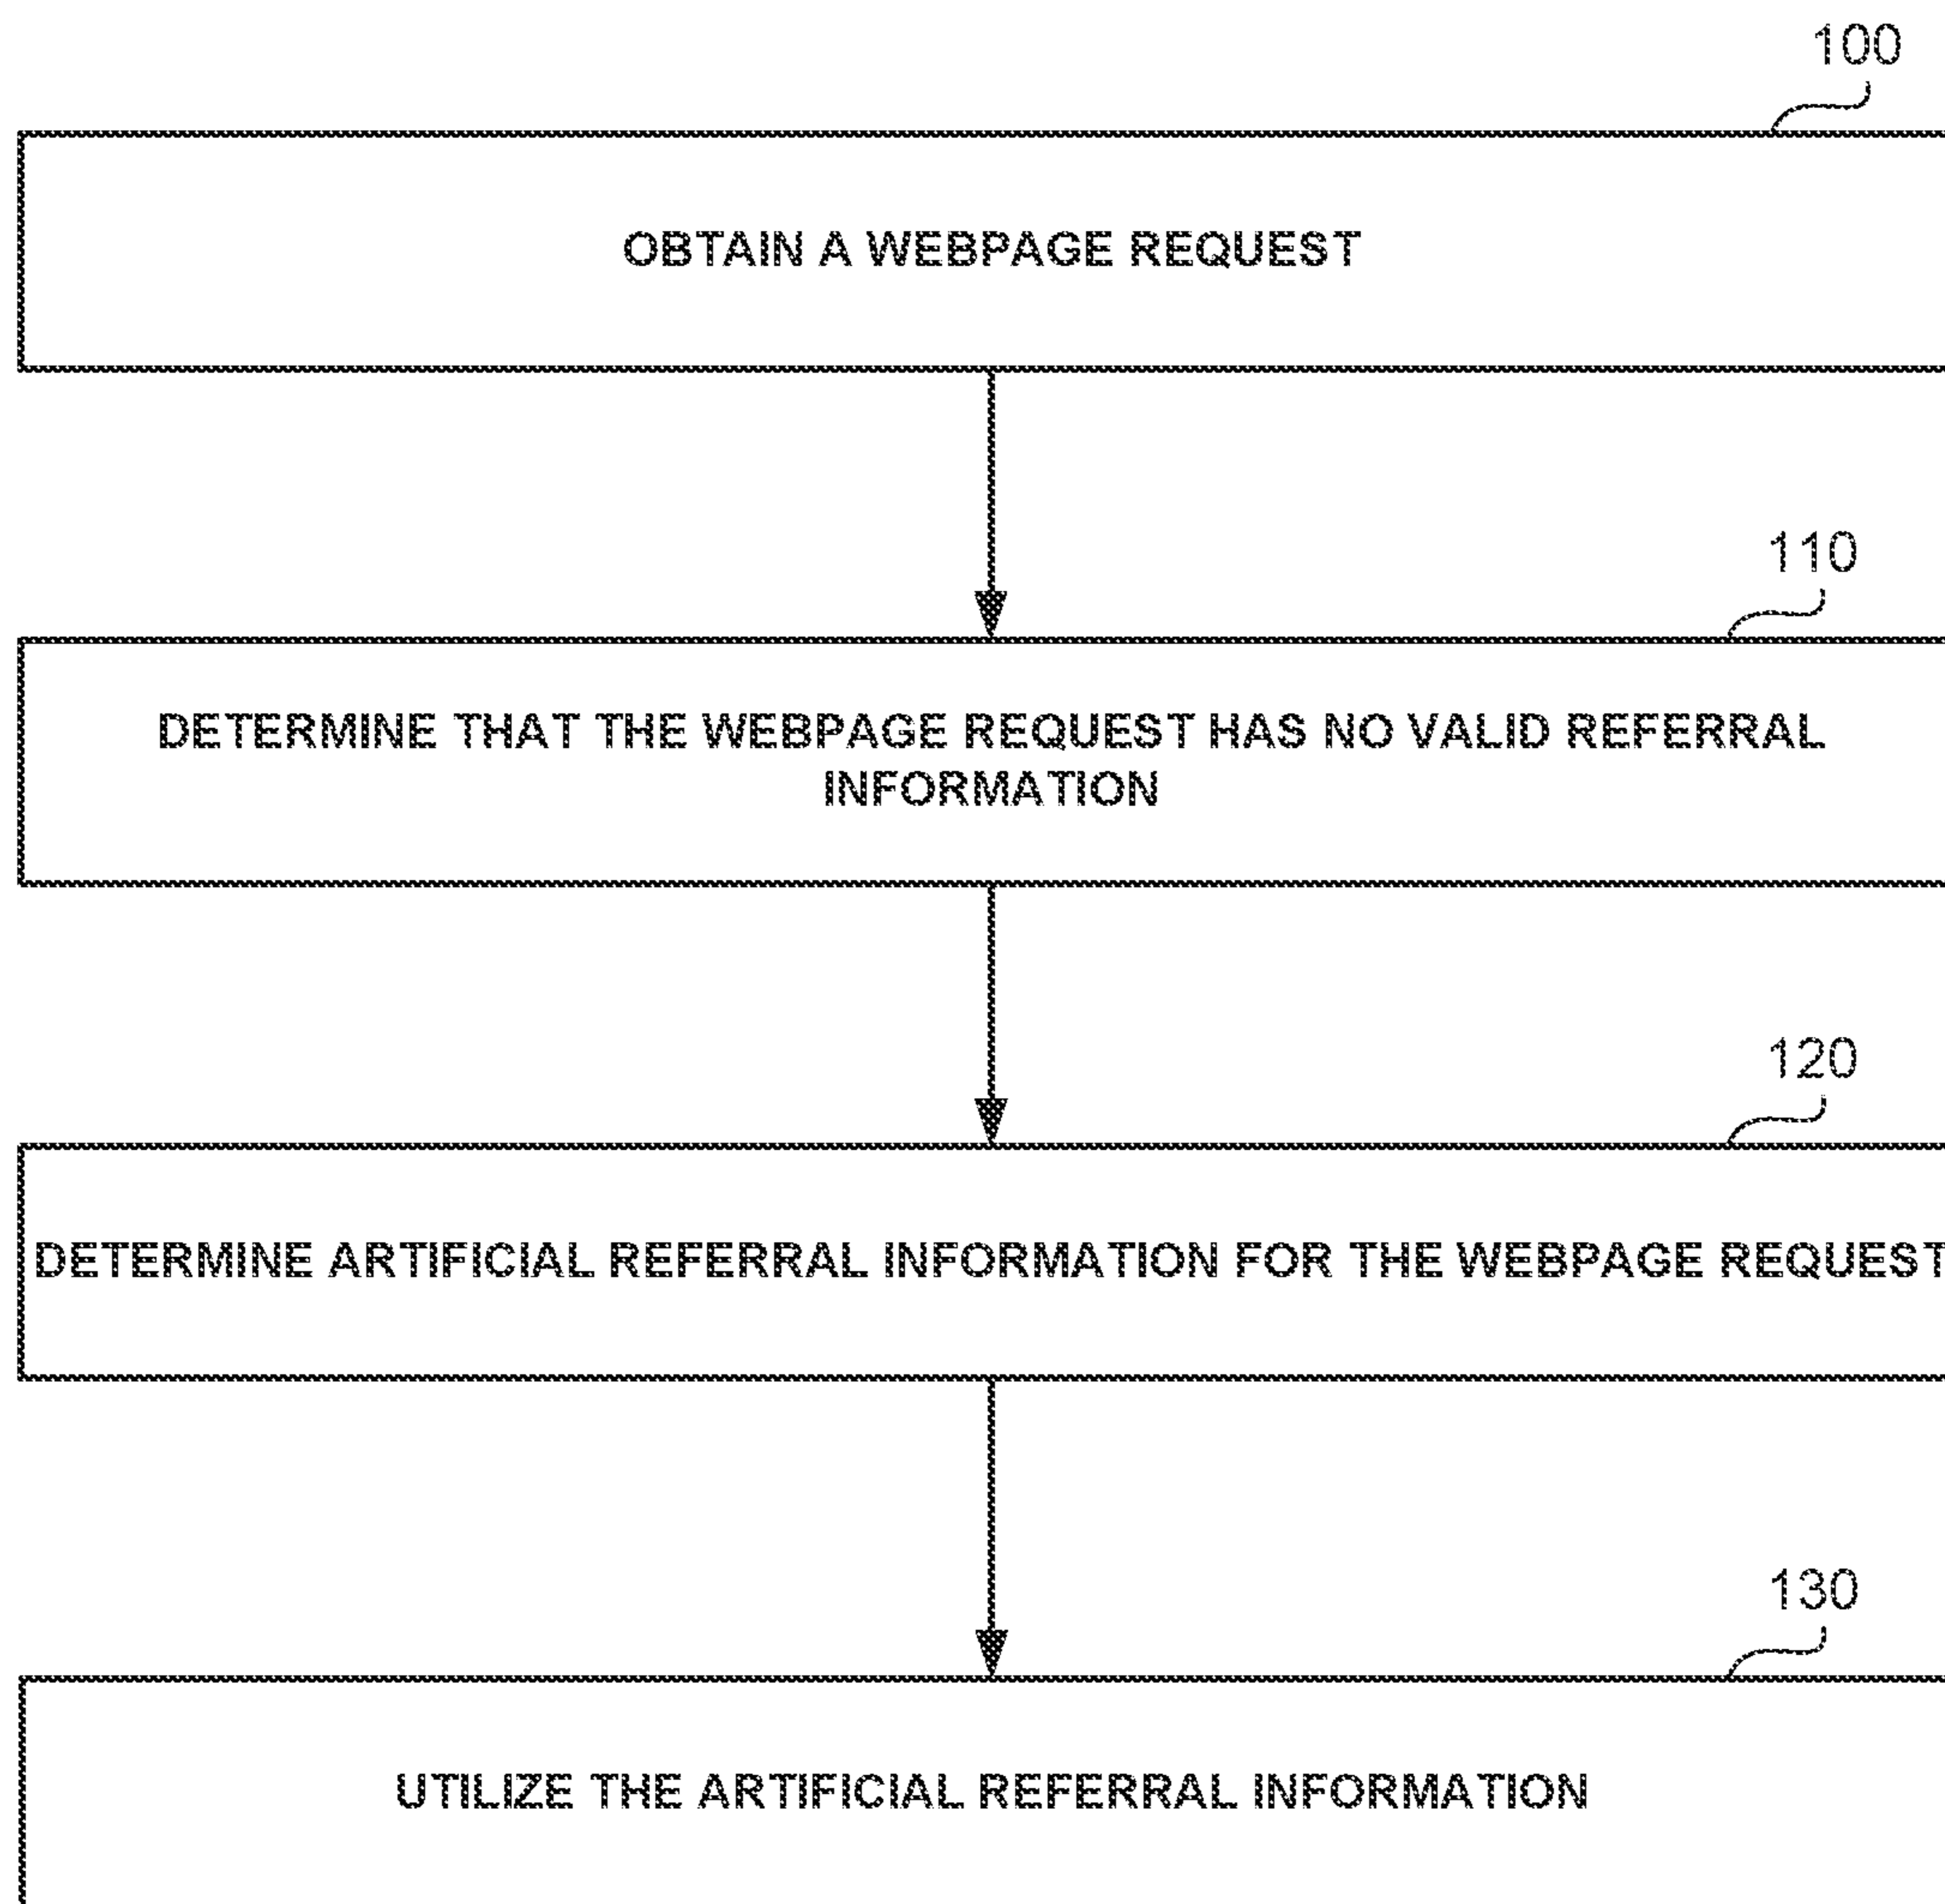 100
OBTAIN A WEBPAGE REQUEST
110
DETERMINE THAT THE WEBPAGE REQUEST HAS NO VALID REFERRAL
INFORMATION
120
DETERMINE ARTIFICIAL REFERRAL INFORMATION FOR THE WEBPAGE REQUEST
130
UTILIZE THE ARTIFICIAL REFERRAL INFORMATION